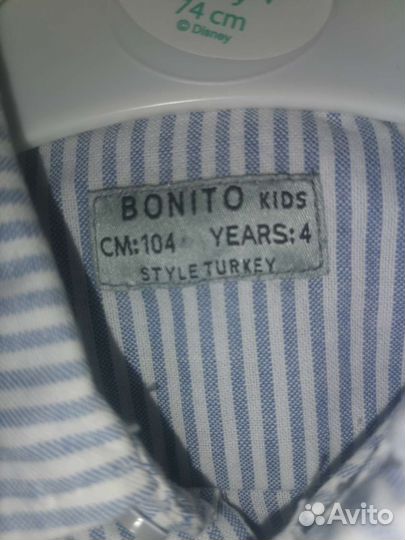 74 cm
© Disney
BONITO KIDS
CM:104 YEARS:4
STYLE TURKEY
Avito